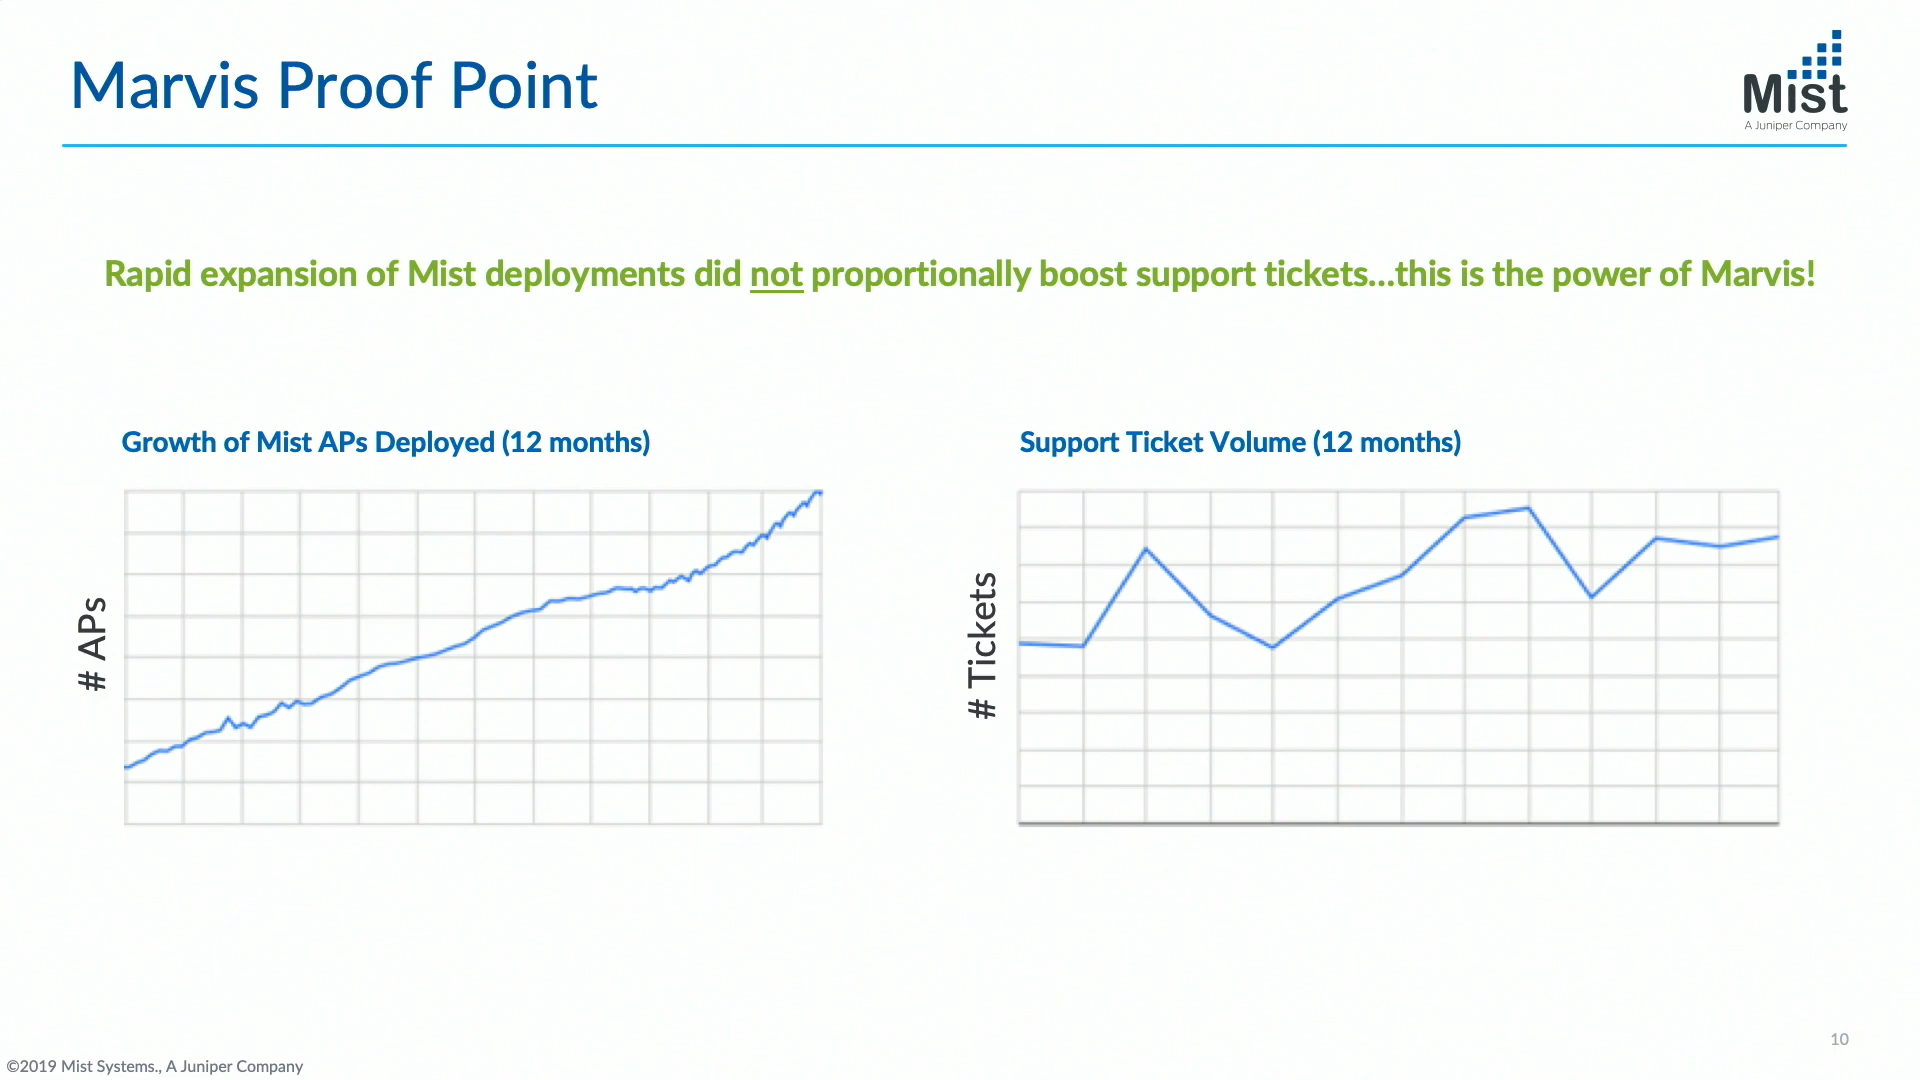 Marvis Proof Point
Mist
A Juniper Company
Rapid expansion of Mist deployments did not proportionally boost support tickets...this is the power of Marvis!
Growth of Mist APs Deployed (12 months)
# APs
Support Ticket Volume (12 months)
# Tickets
10
©2019 Mist Systems., A Juniper Company